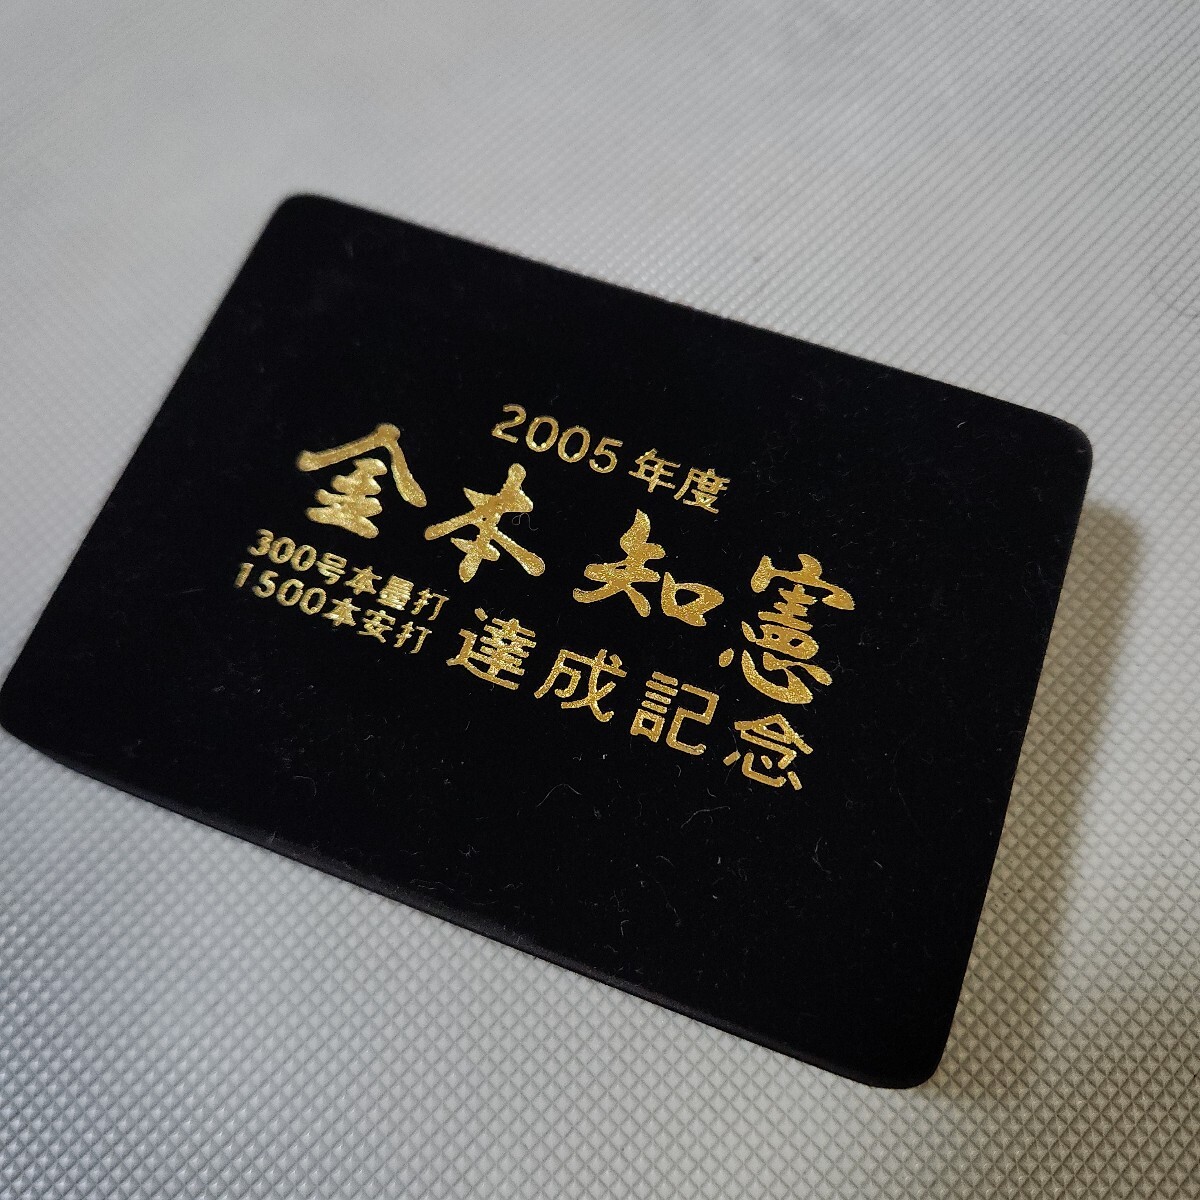 2005年度
金本知憲
300号本塁打
1500本安打
達成記念